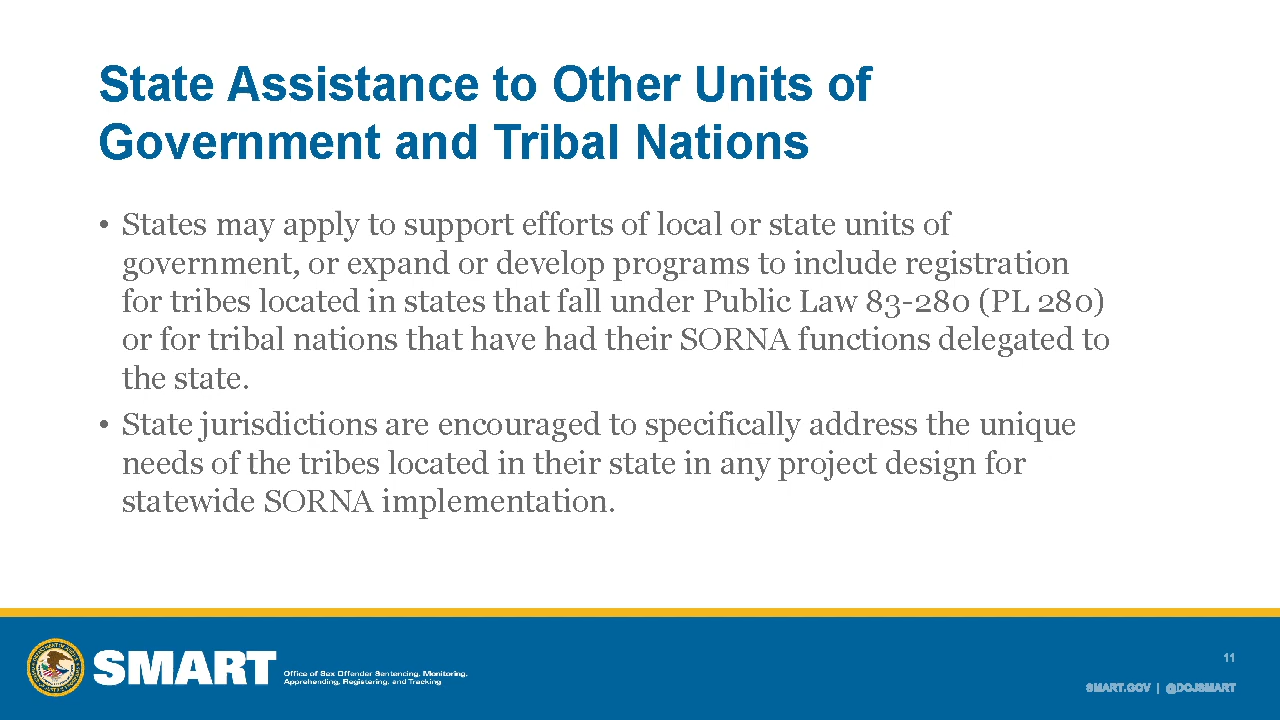 State Assistance to Other Units of
Government and Tribal Nations
• States may apply to support efforts of local or state units of
government, or expand or develop programs to include registration
for tribes located in states that fall under Public Law 83-280 (PL 280)
or for tribal nations that have had their SORNA functions delegated to
the state.
• State jurisdictions are encouraged to specifically address the unique
needs of the tribes located in their state in any project design for
statewide SORNA implementation.
SMART
Office of Sex Offender Sentencing, Monitoring,
Apprehending, Registering, and Tracking
11
SMART.GOV | @DOJSMART